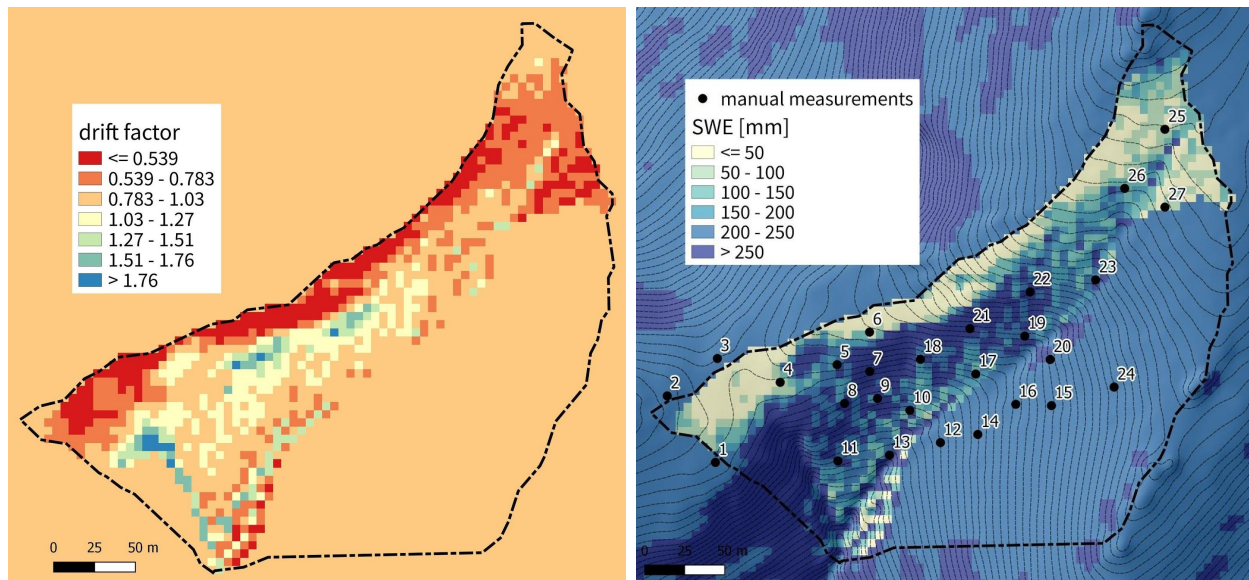 drift factor
<= 0.539
0.539 - 0.783
0.783 - 1.03
1.03 - 1.27
1.27 - 1.51
1.51 - 1.76
> 1.76
0 25 50 m
manual measurements
SWE [mm]
<= 50
50 - 100
100 - 150
150 - 200
200 - 250
> 250
25
26
27
23
22
21
19
6
3
5
7
18
20
4
17
2
24
8
9
10
16
15
14
12
13
11
1
0 25 50 m